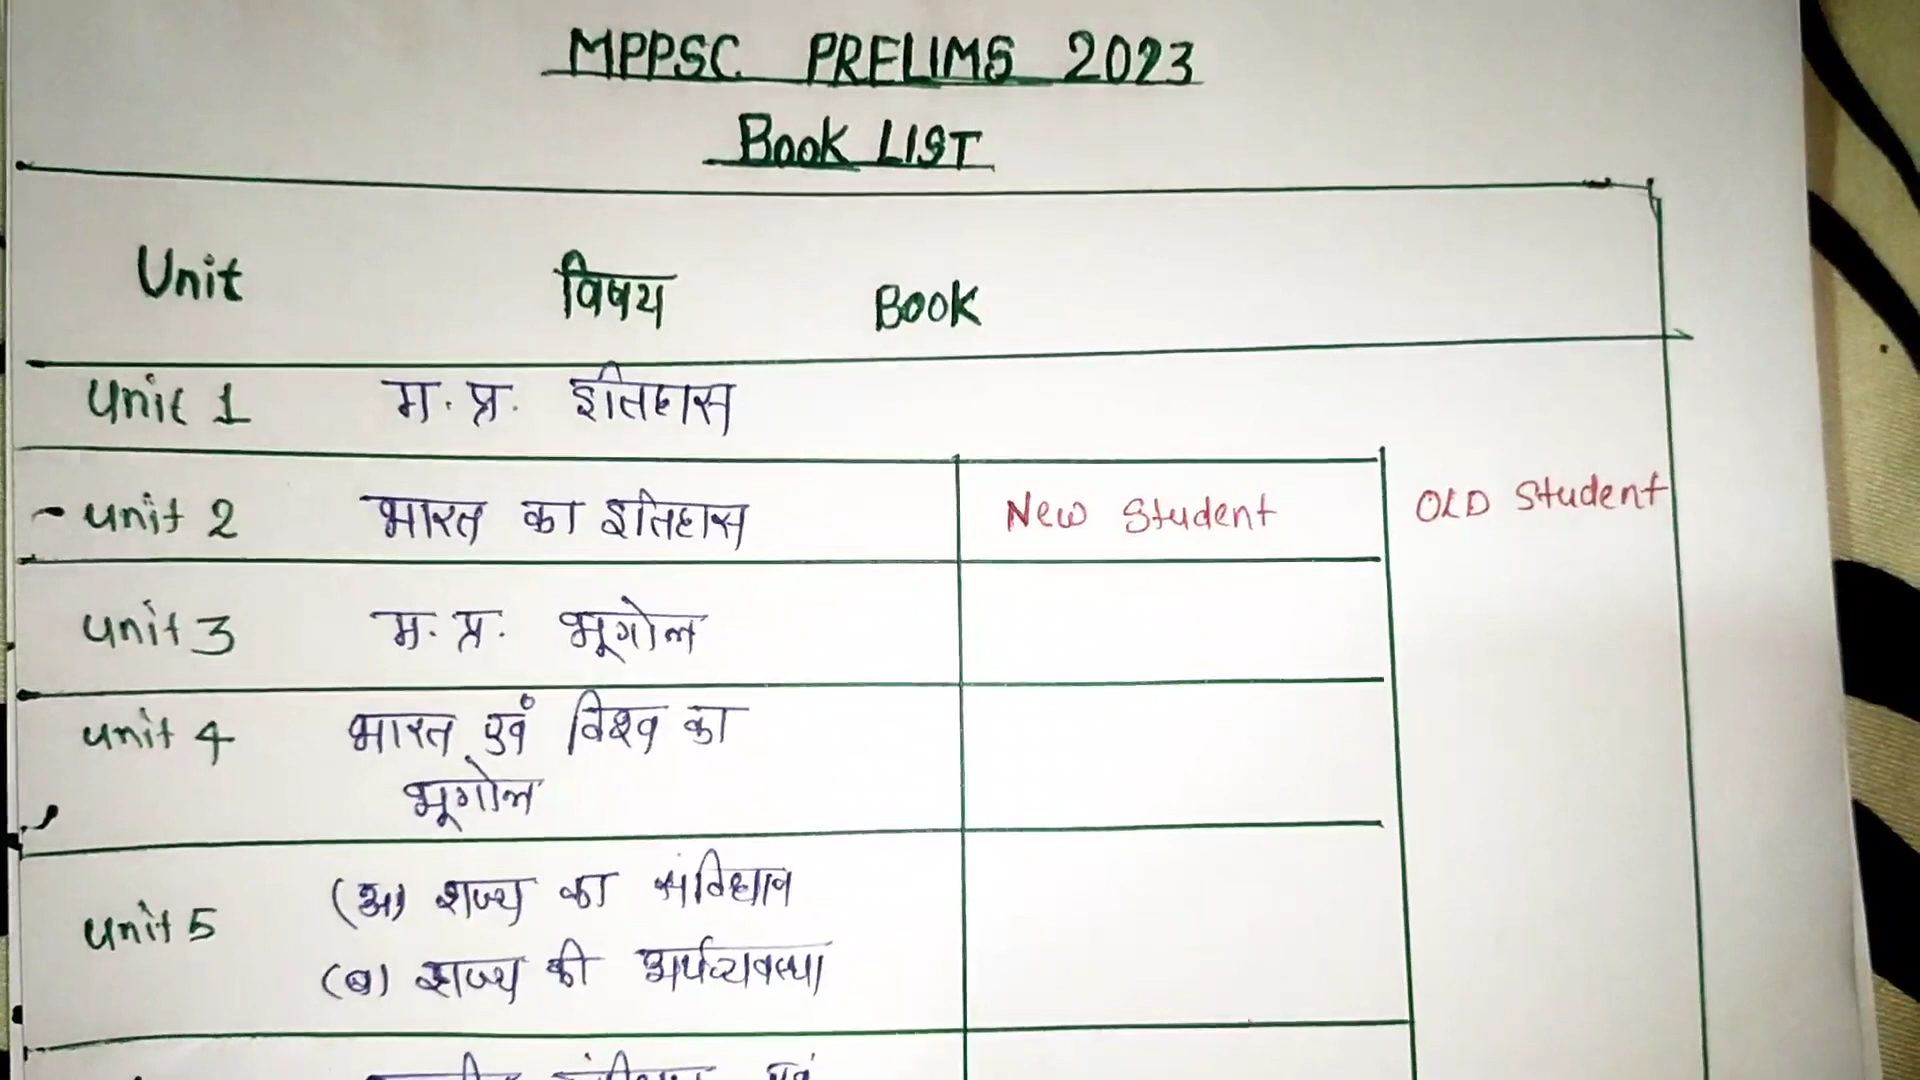 MPPSC PRELIMS 2023
Book LIST
Unit विषय Book
Unit 1 म. प्र. इतिहास
- unit 2 भारत का इतिहास New Student OLD Student
unit 3 म. प्र. भूगोल
unit 4 भारत एवं विश्व का
भूगोल
unit 5 (अ) राज्य का संविधान
(ब) राज्य की अर्थव्यवस्था
एवं